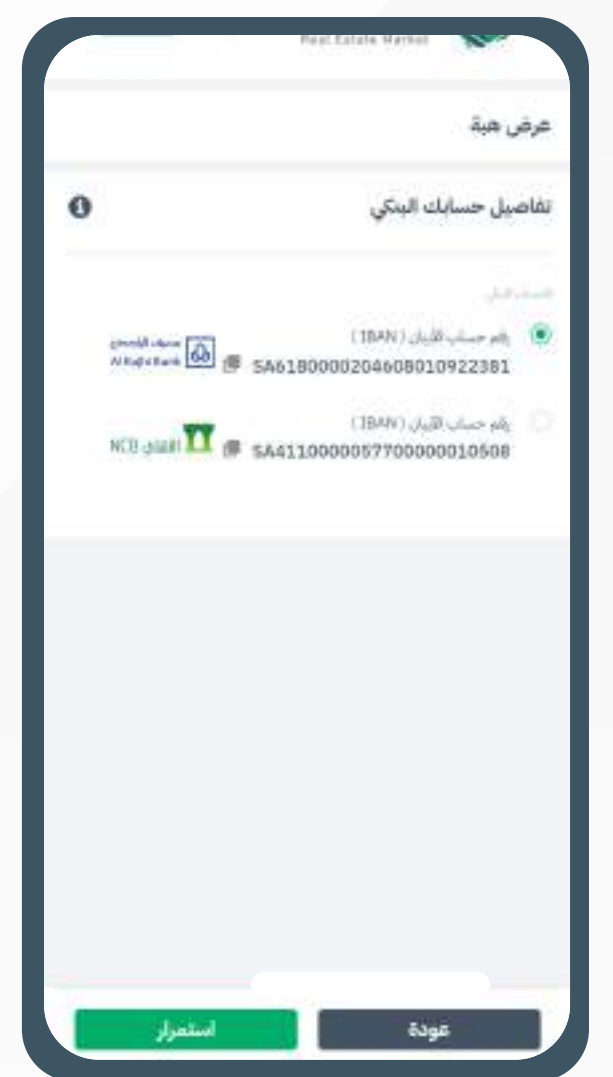 Real Estate Market
عرض هبة
تفاصيل حسابك البنكي
رقم حساب الآيبان ( IBAN )
SA6180000204608010922381
مصرف الراجحي
Al Rajhi Bank
رقم حساب الآيبان ( IBAN )
SA4110000057700000010508
الأهلي NCB
عودة
استمرار